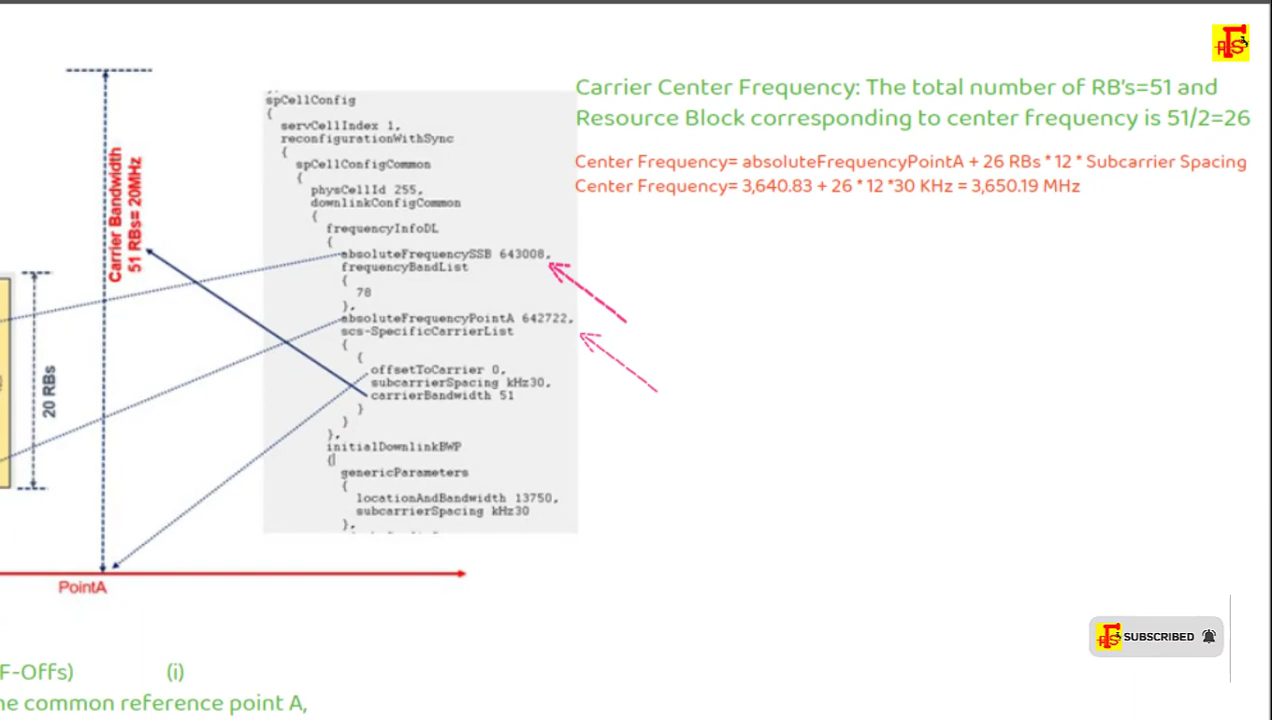 Carrier Center Frequency: The total number of RB's=51 and
Resource Block corresponding to center frequency is 51/2=26
Center Frequency= absoluteFrequencyPointA + 26 RBs * 12 * Subcarrier Spacing
Center Frequency= 3,640.83 + 26 * 12 *30 KHz = 3,650.19 MHz
Carrier Bandwidth
51 RBs= 20MHz
20 RBs
spCellConfig
{
servCellIndex 1,
reconfigurationWithSync
{
spCellConfigCommon
{
physCellId 255,
downlinkConfigCommon
{
frequencyInfoDL
{
absoluteFrequencySSB 643008,
frequencyBandList
{
78
},
absoluteFrequencyPointA 642722,
scs-SpecificCarrierList
{
{
offsetToCarrier 0,
subcarrierSpacing kHz30,
carrierBandwidth 51
}
}
},
initialDownlinkBWP
{
genericParameters
{
locationAndBandwidth 13750,
subcarrierSpacing kHz30
},
PointA
SUBSCRIBED
F-Offs) (i)
he common reference point A,